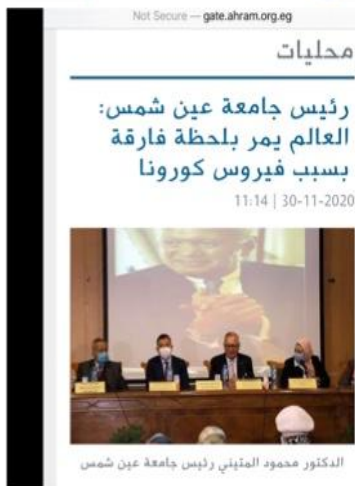 Not Secure — gate.ahram.org.eg
محليات
رئيس جامعة عين شمس:
العالم يمر بلحظة فارقة
بسبب فيروس كورونا
11:14 | 30-11-2020
الدكتور محمود المتيني رئيس جامعة عين شمس